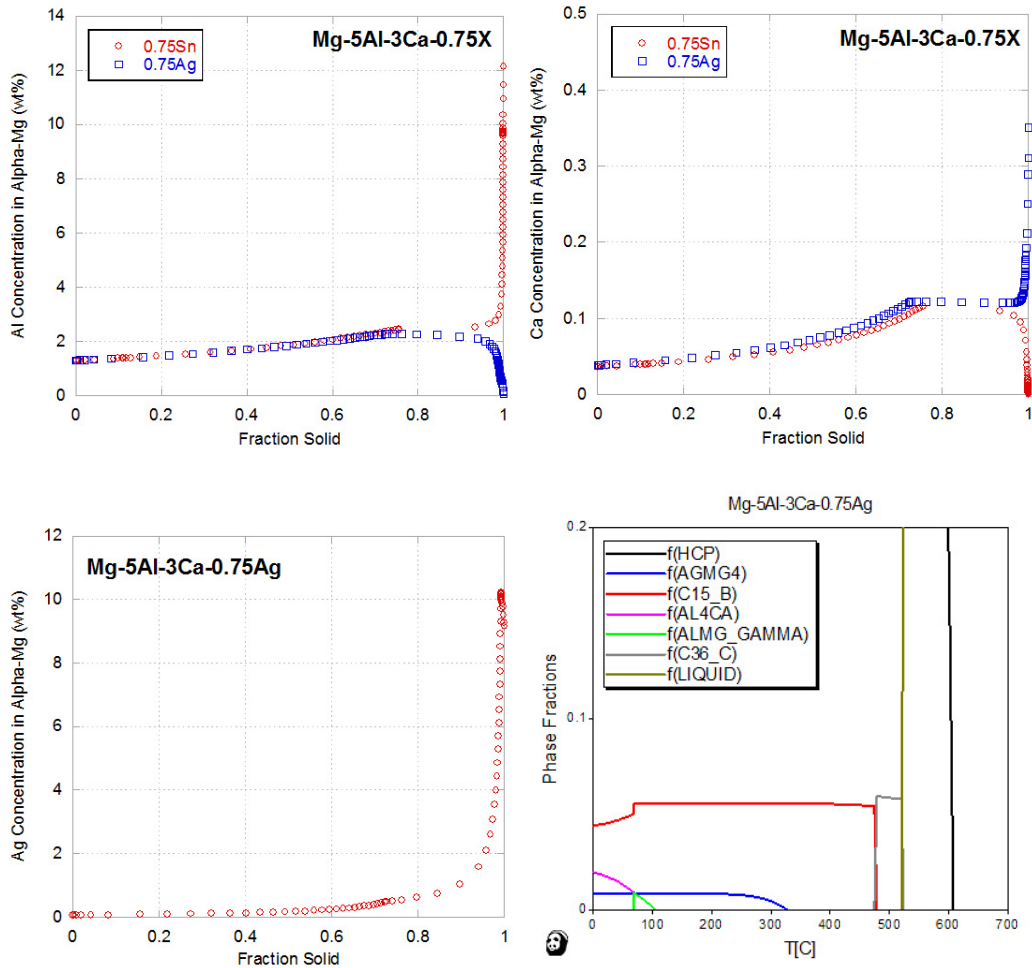 Mg-5Al-3Ca-0.75X
0.75Sn
0.75Ag
Al Concentration in Alpha-Mg (wt%)
14
12
10
8
6
4
2
0
0
0.2
0.4
0.6
0.8
1
Fraction Solid
Mg-5Al-3Ca-0.75X
0.75Sn
0.75Ag
Ca Concentration in Alpha-Mg (wt%)
0.5
0.4
0.3
0.2
0.1
0
0
0.2
0.4
0.6
0.8
1
Fraction Solid
Mg-5Al-3Ca-0.75Ag
Ag Concentration in Alpha-Mg (wt%)
12
10
8
6
4
2
0
0
0.2
0.4
0.6
0.8
1
Fraction Solid
Mg-5Al-3Ca-0.75Ag
f(HCP)
f(AGMG4)
f(C15_B)
f(AL4CA)
f(ALMG_GAMMA)
f(C36_C)
f(LIQUID)
Phase Fractions
0.2
0.1
0
0
100
200
300
400
500
600
700
T[C]